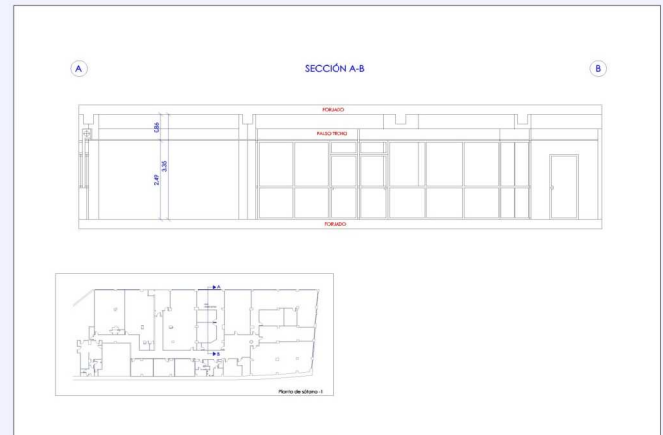 A
SECCIÓN A-B
B
FORJADO
0,86
FALSO TECHO
3,35
2,49
FORJADO
A
B
Planta de sótano -1